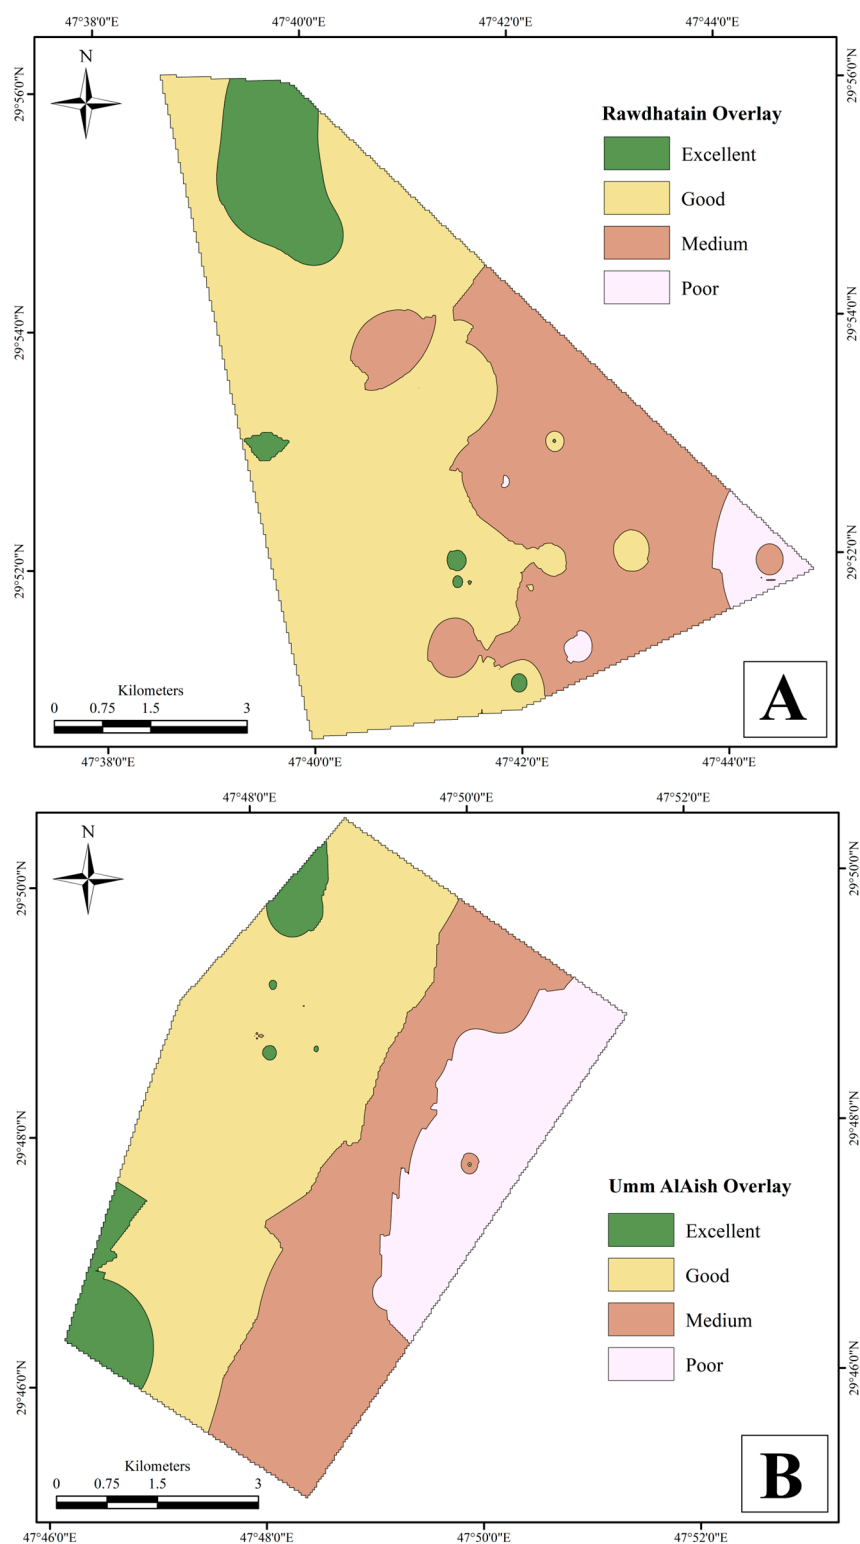 47°38'0"E 47°40'0"E 47°42'0"E 47°44'0"E
N
29°56'0"N
29°56'0"N
Rawdhatain Overlay
Excellent
Good
Medium
Poor
29°54'0"N
29°54'0"N
29°52'0"N
29°52'0"N
Kilometers
0 0.75 1.5 3
A
47°38'0"E 47°40'0"E 47°42'0"E 47°44'0"E
47°48'0"E 47°50'0"E 47°52'0"E
N
29°50'0"N
29°50'0"N
29°48'0"N
29°48'0"N
Umm AlAish Overlay
Excellent
Good
Medium
Poor
29°46'0"N
29°46'0"N
Kilometers
0 0.75 1.5 3
B
47°46'0"E 47°48'0"E 47°50'0"E 47°52'0"E